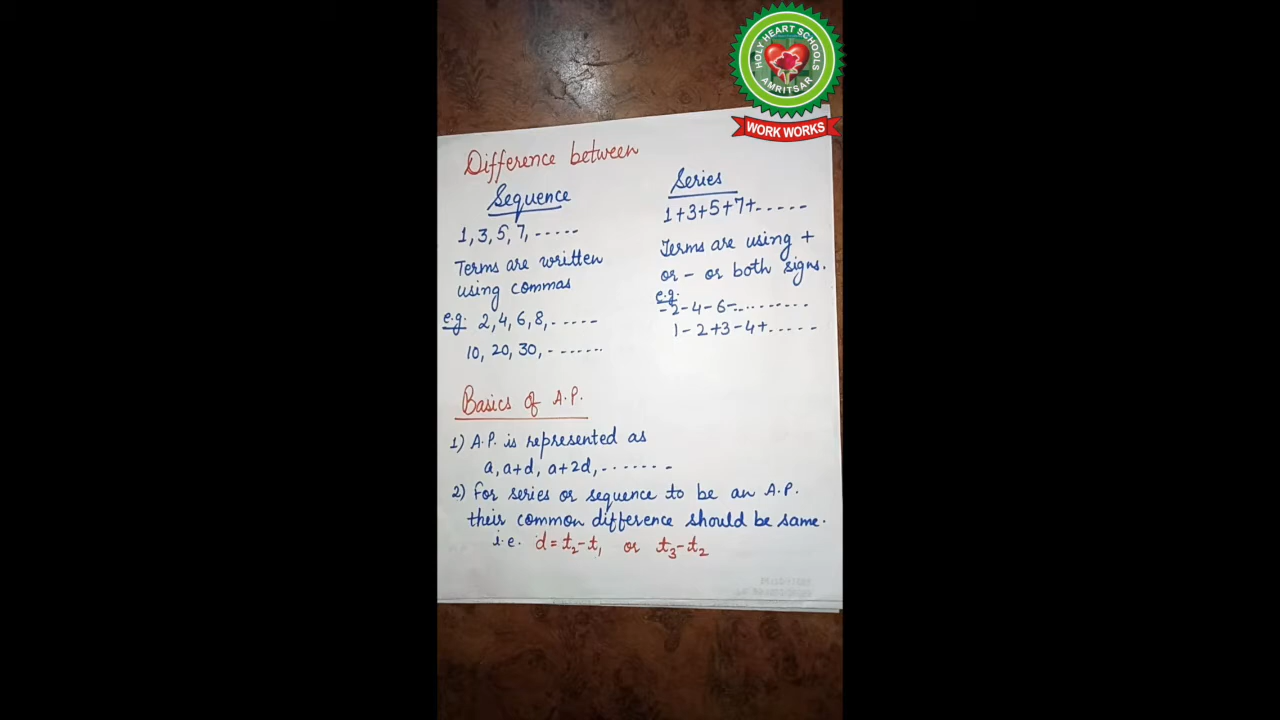 HOLY HEART SCHOOLS
AMRITSAR
WORK WORKS
Difference between
Sequence
1, 3, 5, 7, -----
Terms are written
using commas
e.g. 2, 4, 6, 8, -----
10, 20, 30, -------
Series
1+3+5+7+-----
Terms are using +
or - or both signs.
e.g.
-2-4-6-..........
1-2+3-4+.....
Basics of A.P.
1) A.P. is represented as
a, a+d, a+2d, -------
2) For series or sequence to be an A.P.
their common difference should be same.
i.e. d = t₂-t₁ or t₃-t₂